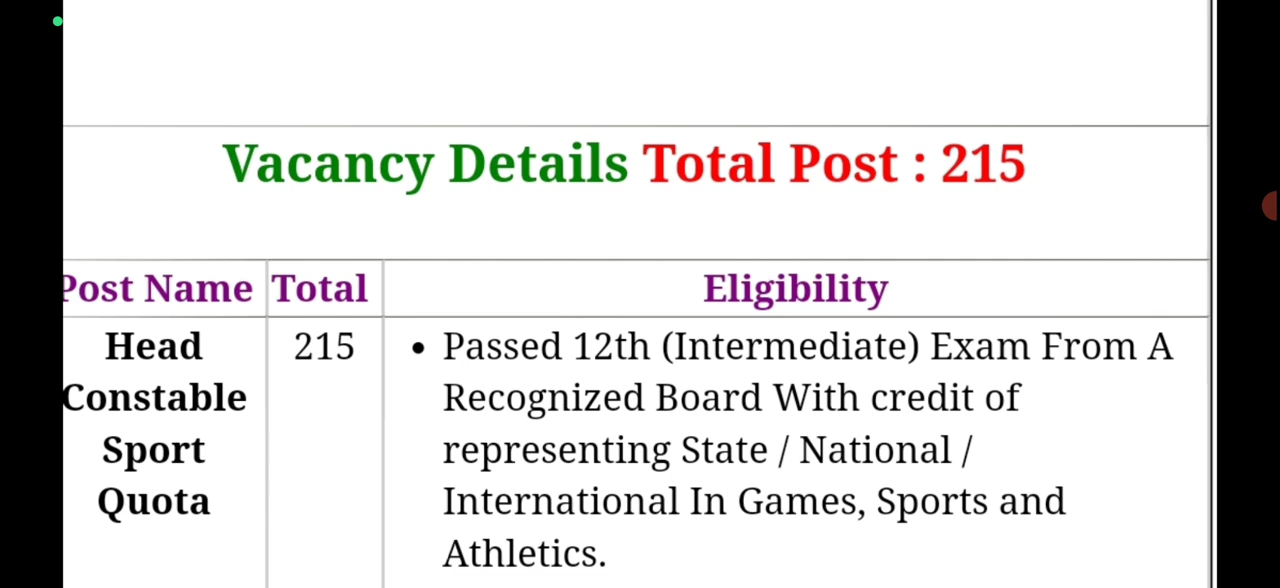 Vacancy Details Total Post : 215
Post Name Total Eligibility
Head 215 • Passed 12th (Intermediate) Exam From A
Constable Recognized Board With credit of
Sport representing State / National /
Quota International In Games, Sports and
Athletics.